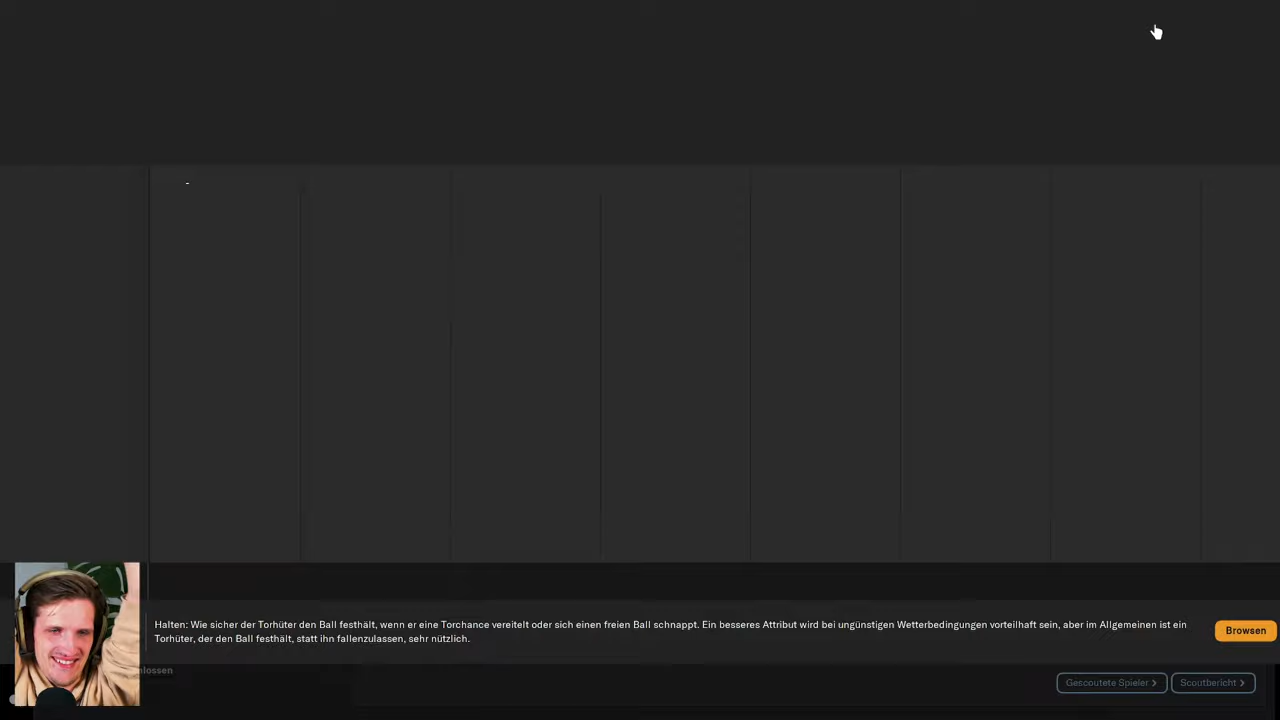 -
Halten: Wie sicher der Torhüter den Ball festhält, wenn er eine Torchance vereitelt oder sich einen freien Ball schnappt. Ein besseres Attribut wird bei ungünstigen Wetterbedingungen vorteilhaft sein, aber im Allgemeinen ist ein
Torhüter, der den Ball festhält, statt ihn fallenzulassen, sehr nützlich.
Browsen
Gescoutete Spieler >
Scoutbericht >